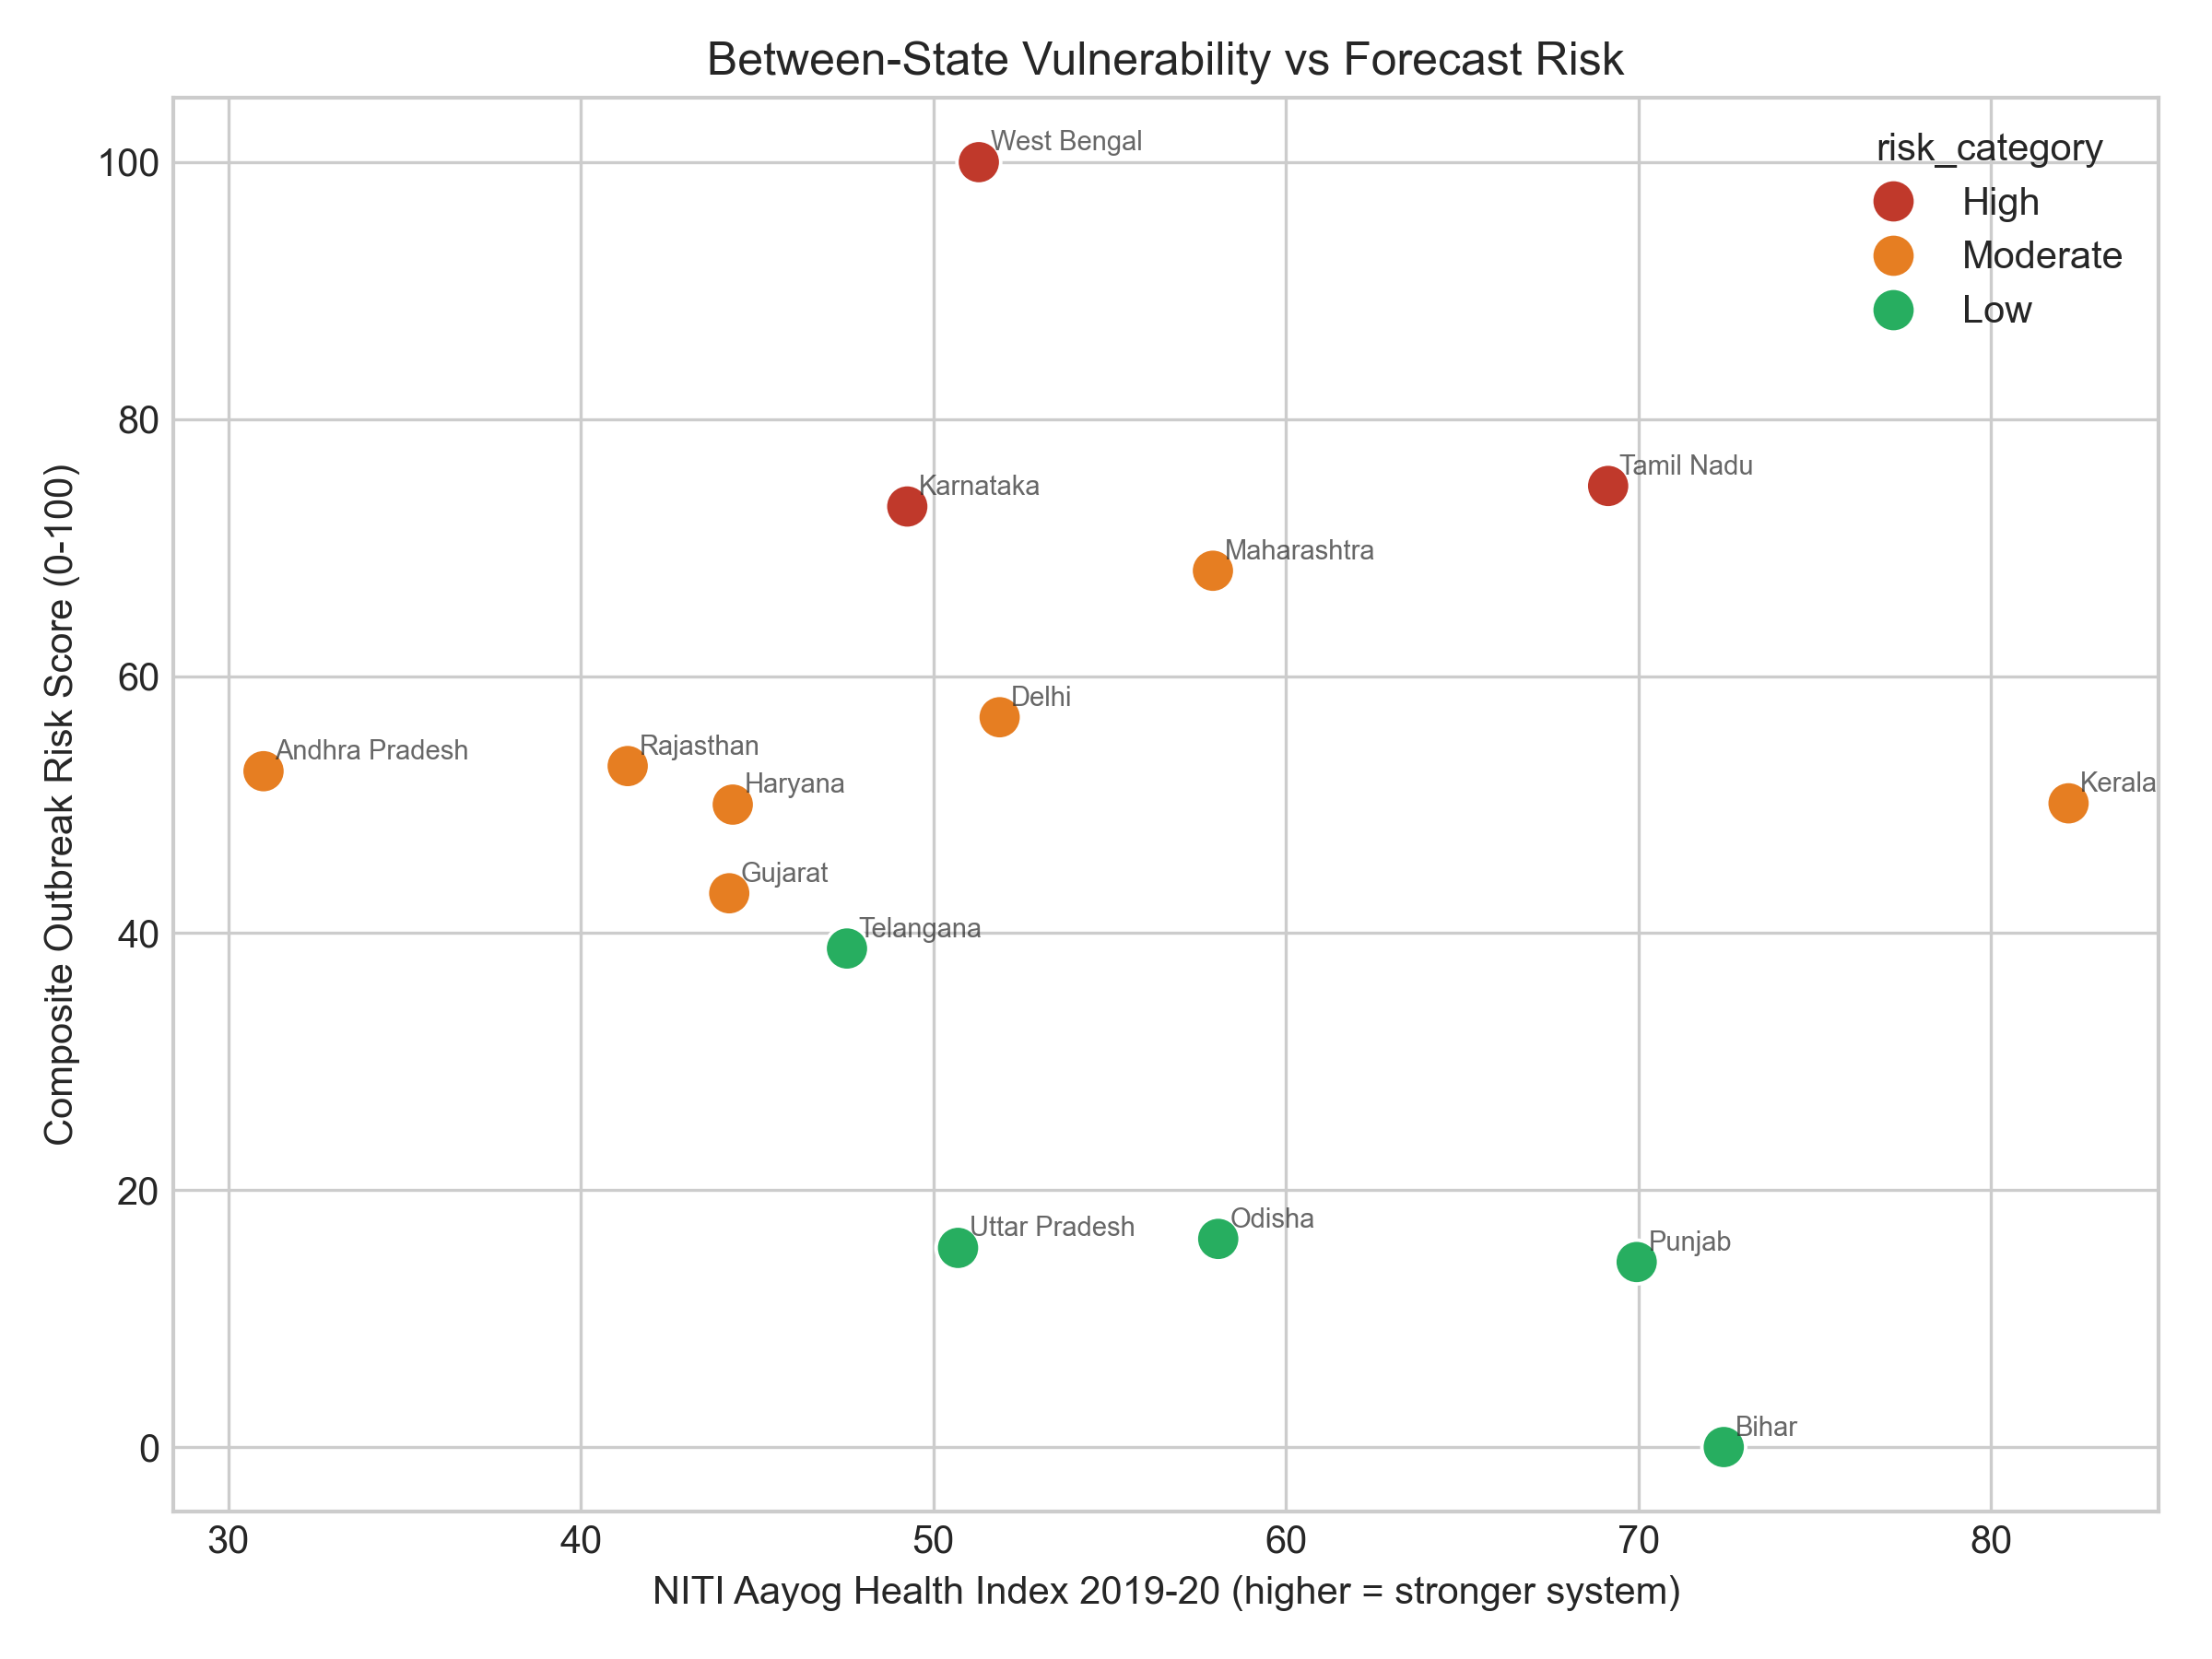 Between-State Vulnerability vs Forecast Risk
Composite Outbreak Risk Score (0-100)
100
80
60
40
20
0
West Bengal
Karnataka
Tamil Nadu
Maharashtra
Delhi
Andhra Pradesh
Rajasthan
Haryana
Kerala
Gujarat
Telangana
Uttar Pradesh
Odisha
Punjab
Bihar
risk_category
High
Moderate
Low
30 40 50 60 70 80
NITI Aayog Health Index 2019-20 (higher = stronger system)